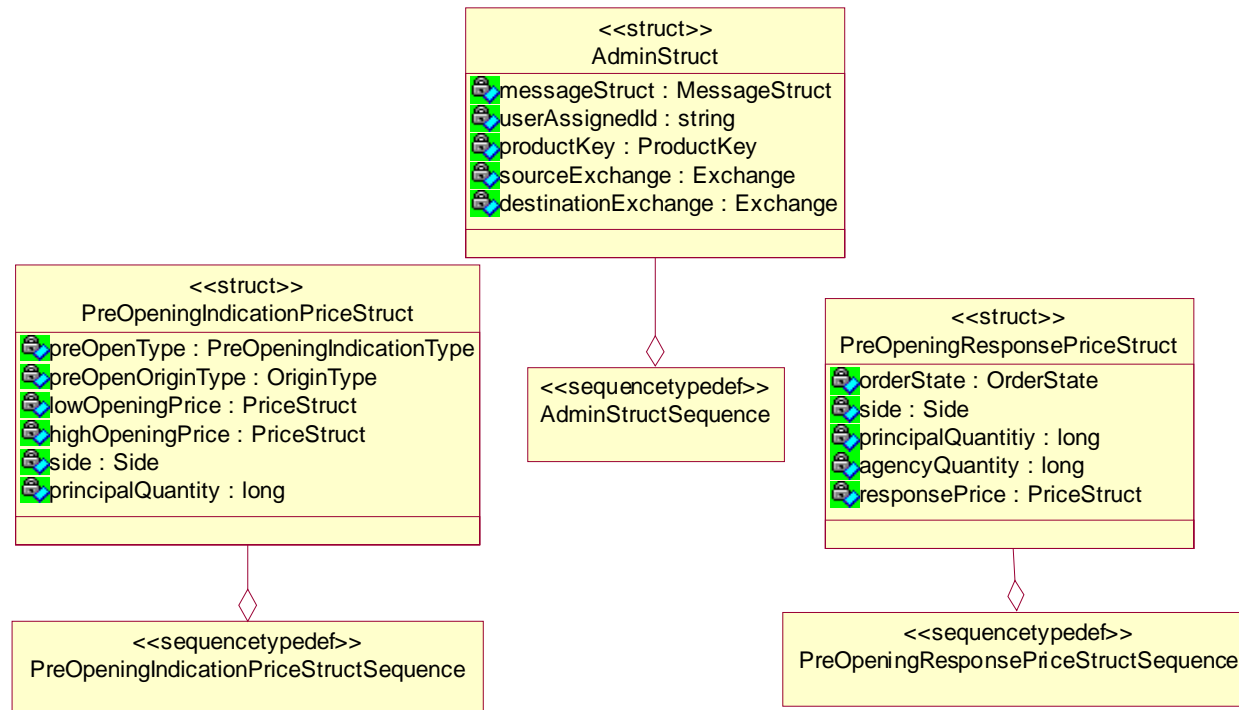 <<struct>>
AdminStruct
messageStruct : MessageStruct
userAssignedId : string
productKey : ProductKey
sourceExchange : Exchange
destinationExchange : Exchange
<<struct>>
PreOpeningIndicationPriceStruct
preOpenType : PreOpeningIndicationType
preOpenOriginType : OriginType
lowOpeningPrice : PriceStruct
highOpeningPrice : PriceStruct
side : Side
principalQuantity : long
<<struct>>
PreOpeningResponsePriceStruct
orderState : OrderState
side : Side
principalQuantitiy : long
agencyQuantity : long
responsePrice : PriceStruct
<<sequencetypedef>>
AdminStructSequence
<<sequencetypedef>>
PreOpeningIndicationPriceStructSequence
<<sequencetypedef>>
PreOpeningResponsePriceStructSequence